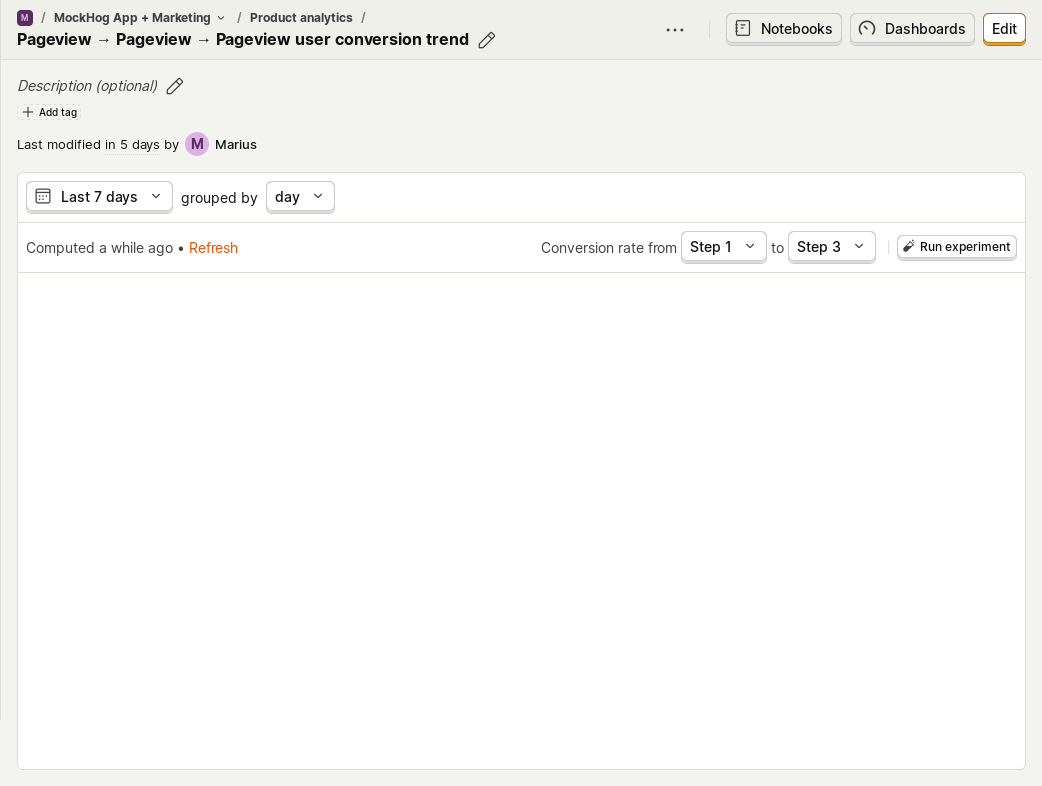 M / MockHog App + Marketing / Product analytics /
Pageview → Pageview → Pageview user conversion trend
Notebooks
Dashboards
Edit
Description (optional)
Add tag
Last modified in 5 days by M Marius
Last 7 days grouped by day
Computed a while ago • Refresh
Conversion rate from Step 1 to Step 3
Run experiment